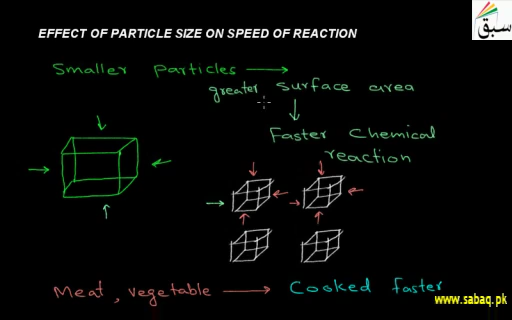 EFFECT OF PARTICLE SIZE ON SPEED OF REACTION
سبق
Smaller particles
greater surface area
Faster Chemical
reaction
Meat, vegetable Cooked faster
www.sabaq.pk